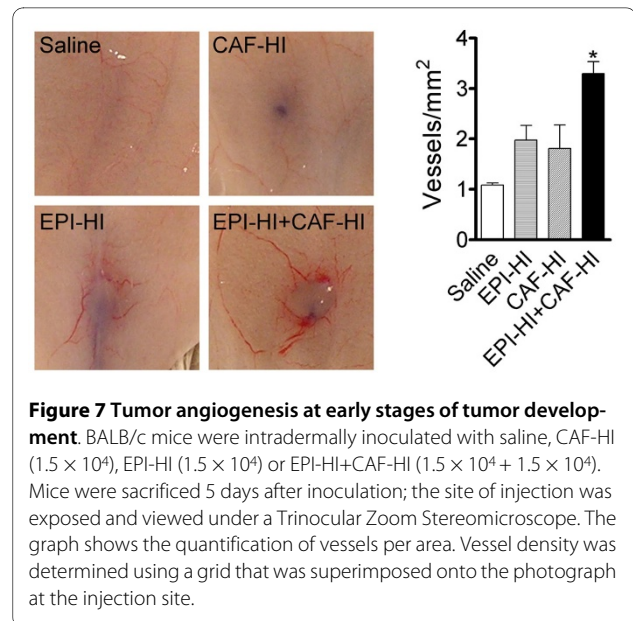 Saline
CAF-HI
EPI-HI
EPI-HI+CAF-HI
Vessels/mm²
4
3
2
1
0
*
Saline
EPI-HI
CAF-HI
EPI-HI+CAF-HI
Figure 7 Tumor angiogenesis at early stages of tumor develop-
ment. BALB/c mice were intradermally inoculated with saline, CAF-HI
(1.5 × 10⁴), EPI-HI (1.5 × 10⁴) or EPI-HI+CAF-HI (1.5 × 10⁴ + 1.5 × 10⁴).
Mice were sacrificed 5 days after inoculation; the site of injection was
exposed and viewed under a Trinocular Zoom Stereomicroscope. The
graph shows the quantification of vessels per area. Vessel density was
determined using a grid that was superimposed onto the photograph
at the injection site.